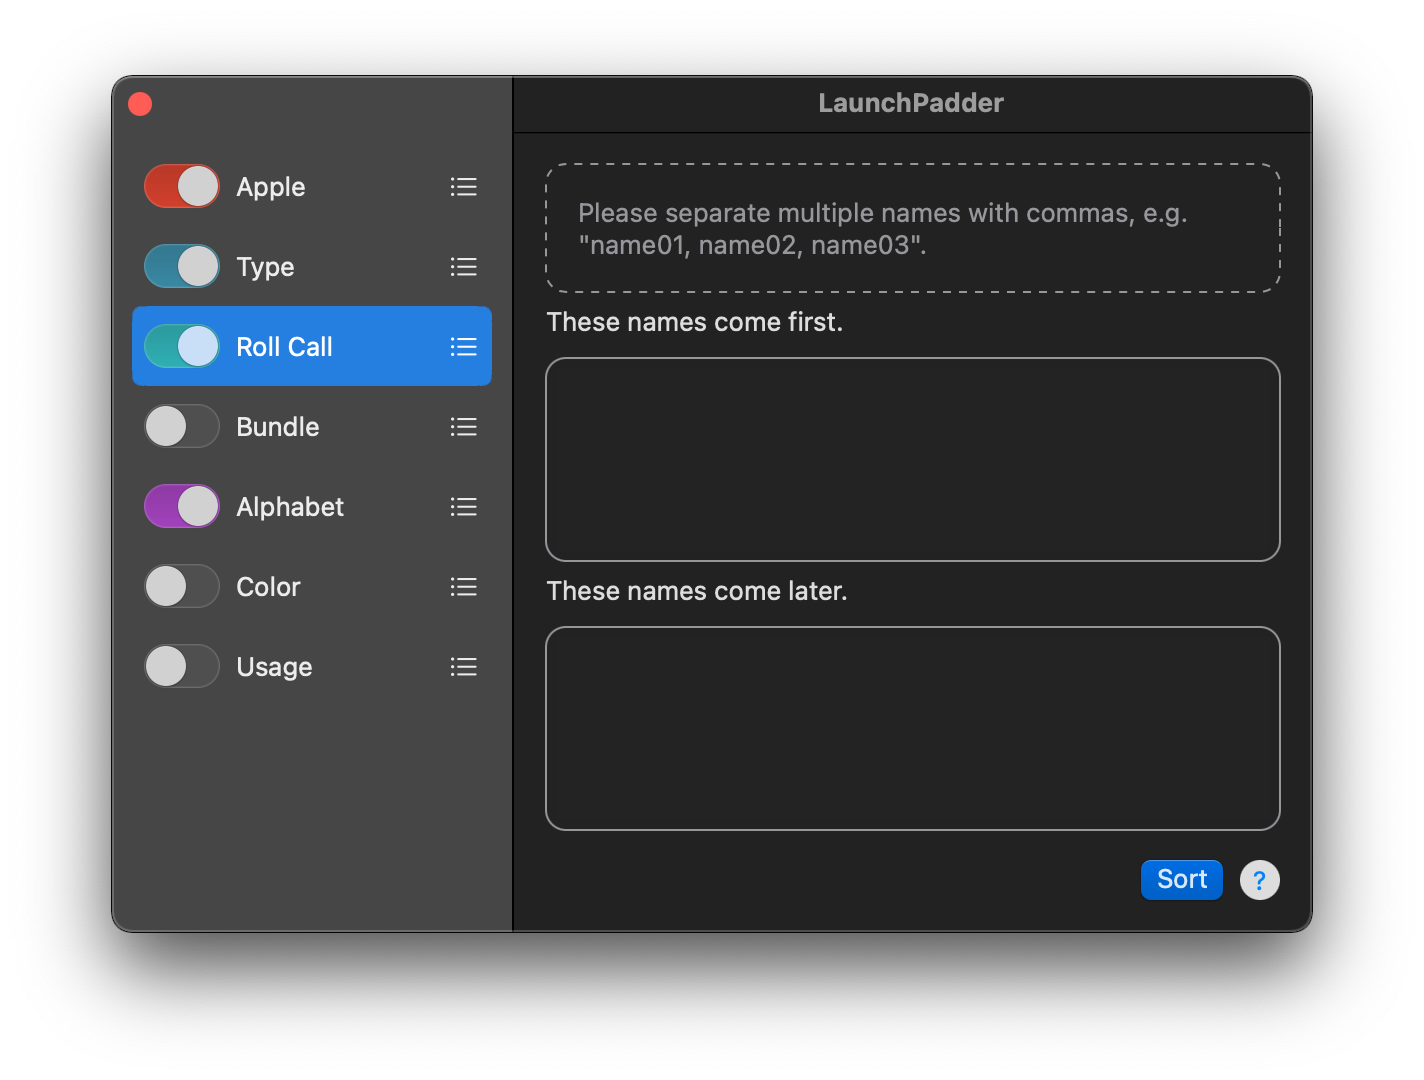 LaunchPadder
Apple
Type
Roll Call
Bundle
Alphabet
Color
Usage
Please separate multiple names with commas, e.g.
"name01, name02, name03".
These names come first.
These names come later.
Sort
?